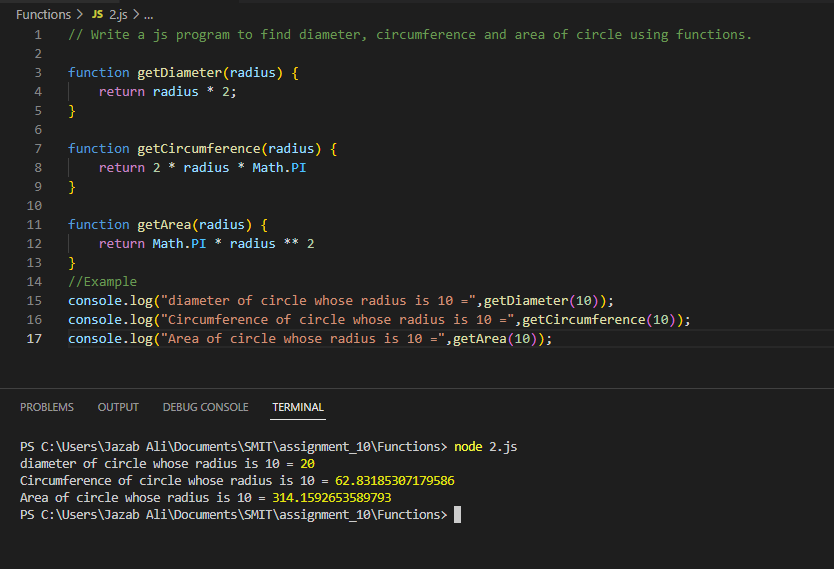 Functions > JS 2.js > ...
1 // Write a js program to find diameter, circumference and area of circle using functions.
2
3 function getDiameter(radius) {
4     return radius * 2;
5 }
6
7 function getCircumference(radius) {
8     return 2 * radius * Math.PI
9 }
10
11 function getArea(radius) {
12     return Math.PI * radius ** 2
13 }
14 //Example
15 console.log("diameter of circle whose radius is 10 =",getDiameter(10));
16 console.log("Circumference of circle whose radius is 10 =",getCircumference(10));
17 console.log("Area of circle whose radius is 10 =",getArea(10));
PROBLEMS OUTPUT DEBUG CONSOLE TERMINAL
PS C:\Users\Jazab Ali\Documents\SMIT\assignment_10\Functions> node 2.js
diameter of circle whose radius is 10 = 20
Circumference of circle whose radius is 10 = 62.83185307179586
Area of circle whose radius is 10 = 314.1592653589793
PS C:\Users\Jazab Ali\Documents\SMIT\assignment_10\Functions>